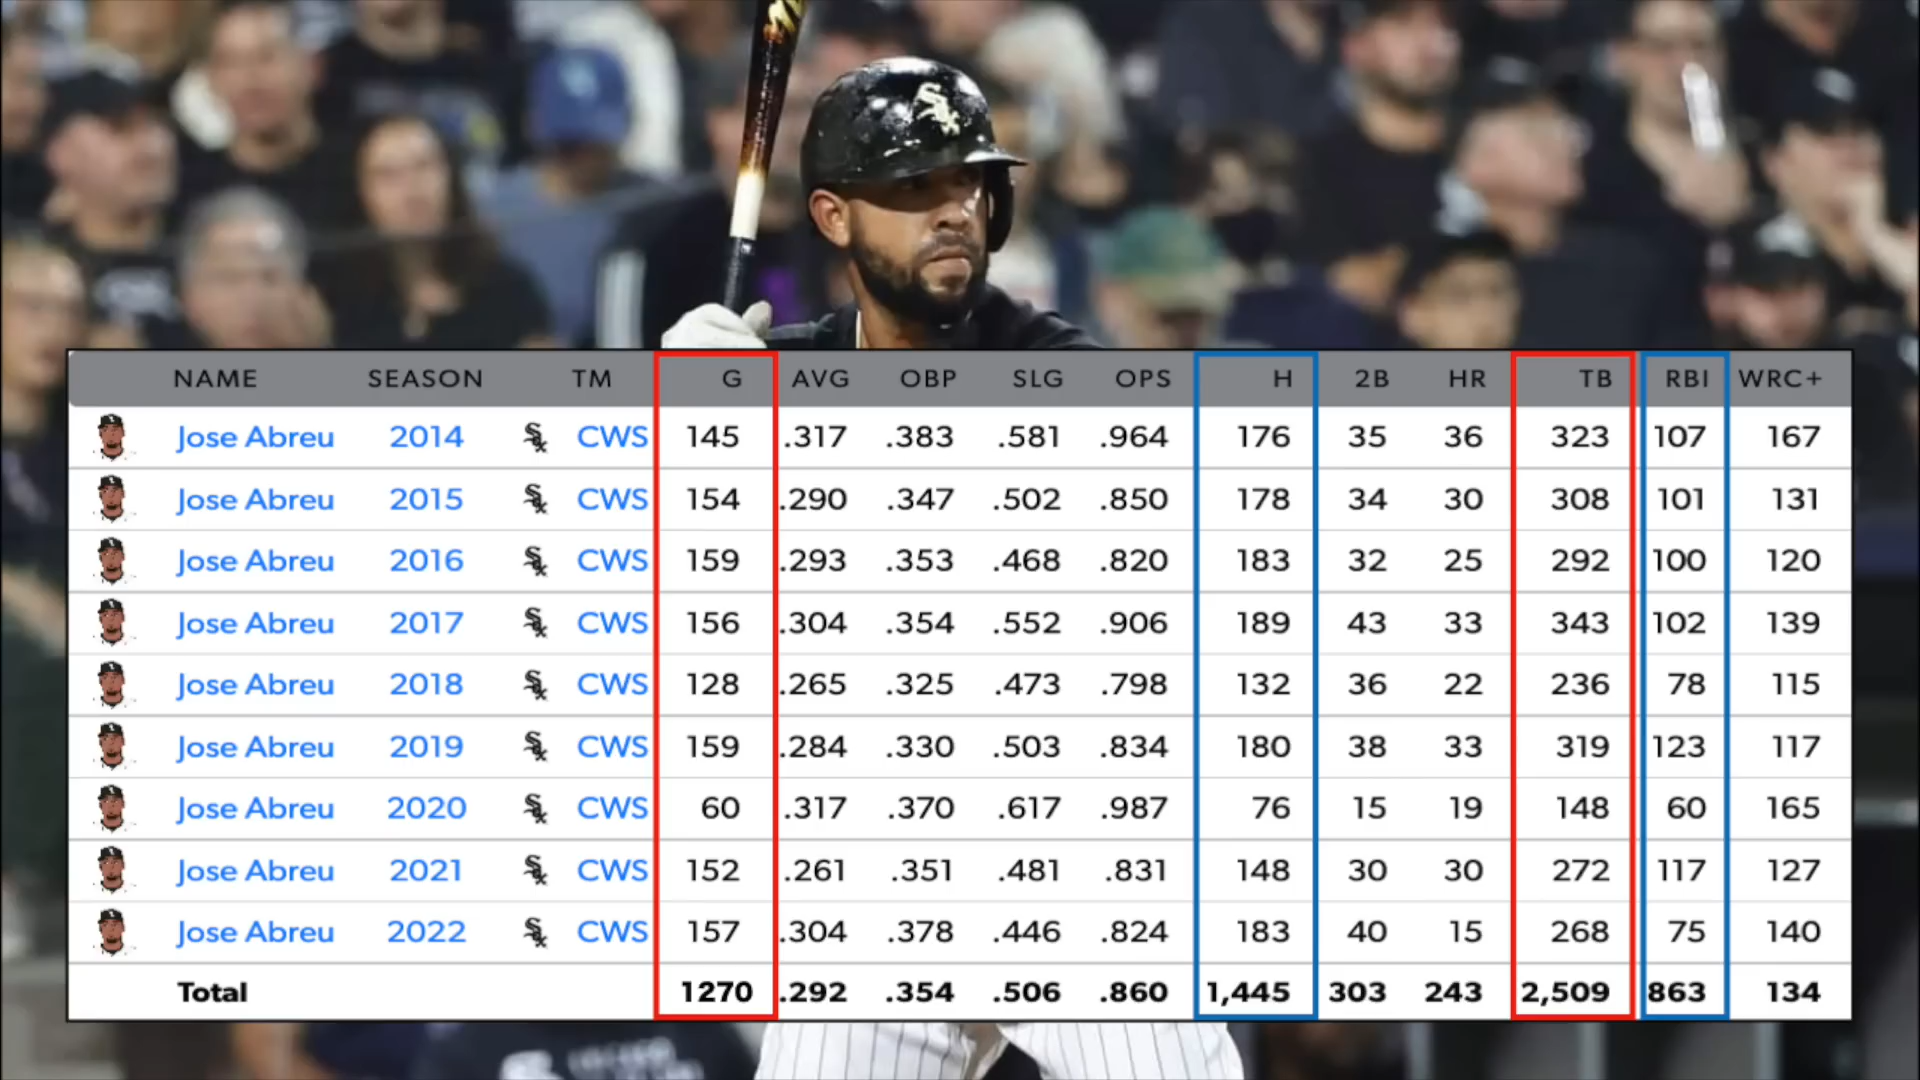 NAME SEASON TM G AVG OBP SLG OPS H 2B HR TB RBI WRC+
Jose Abreu 2014 CWS 145 .317 .383 .581 .964 176 35 36 323 107 167
Jose Abreu 2015 CWS 154 .290 .347 .502 .850 178 34 30 308 101 131
Jose Abreu 2016 CWS 159 .293 .353 .468 .820 183 32 25 292 100 120
Jose Abreu 2017 CWS 156 .304 .354 .552 .906 189 43 33 343 102 139
Jose Abreu 2018 CWS 128 .265 .325 .473 .798 132 36 22 236 78 115
Jose Abreu 2019 CWS 159 .284 .330 .503 .834 180 38 33 319 123 117
Jose Abreu 2020 CWS 60 .317 .370 .617 .987 76 15 19 148 60 165
Jose Abreu 2021 CWS 152 .261 .351 .481 .831 148 30 30 272 117 127
Jose Abreu 2022 CWS 157 .304 .378 .446 .824 183 40 15 268 75 140
Total 1270 .292 .354 .506 .860 1,445 303 243 2,509 863 134